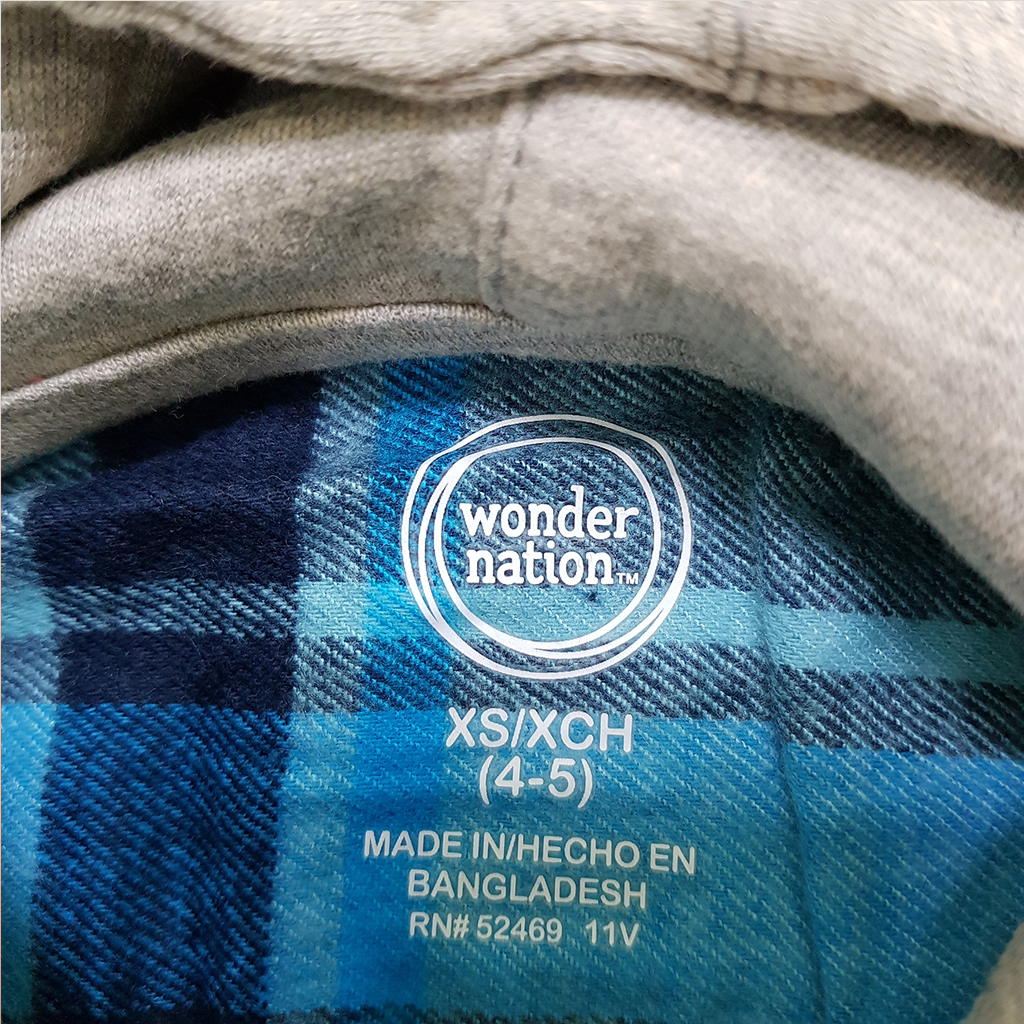 wonder
nation™
XS/XCH
(4-5)
MADE IN/HECHO EN
BANGLADESH
RN# 52469 11V